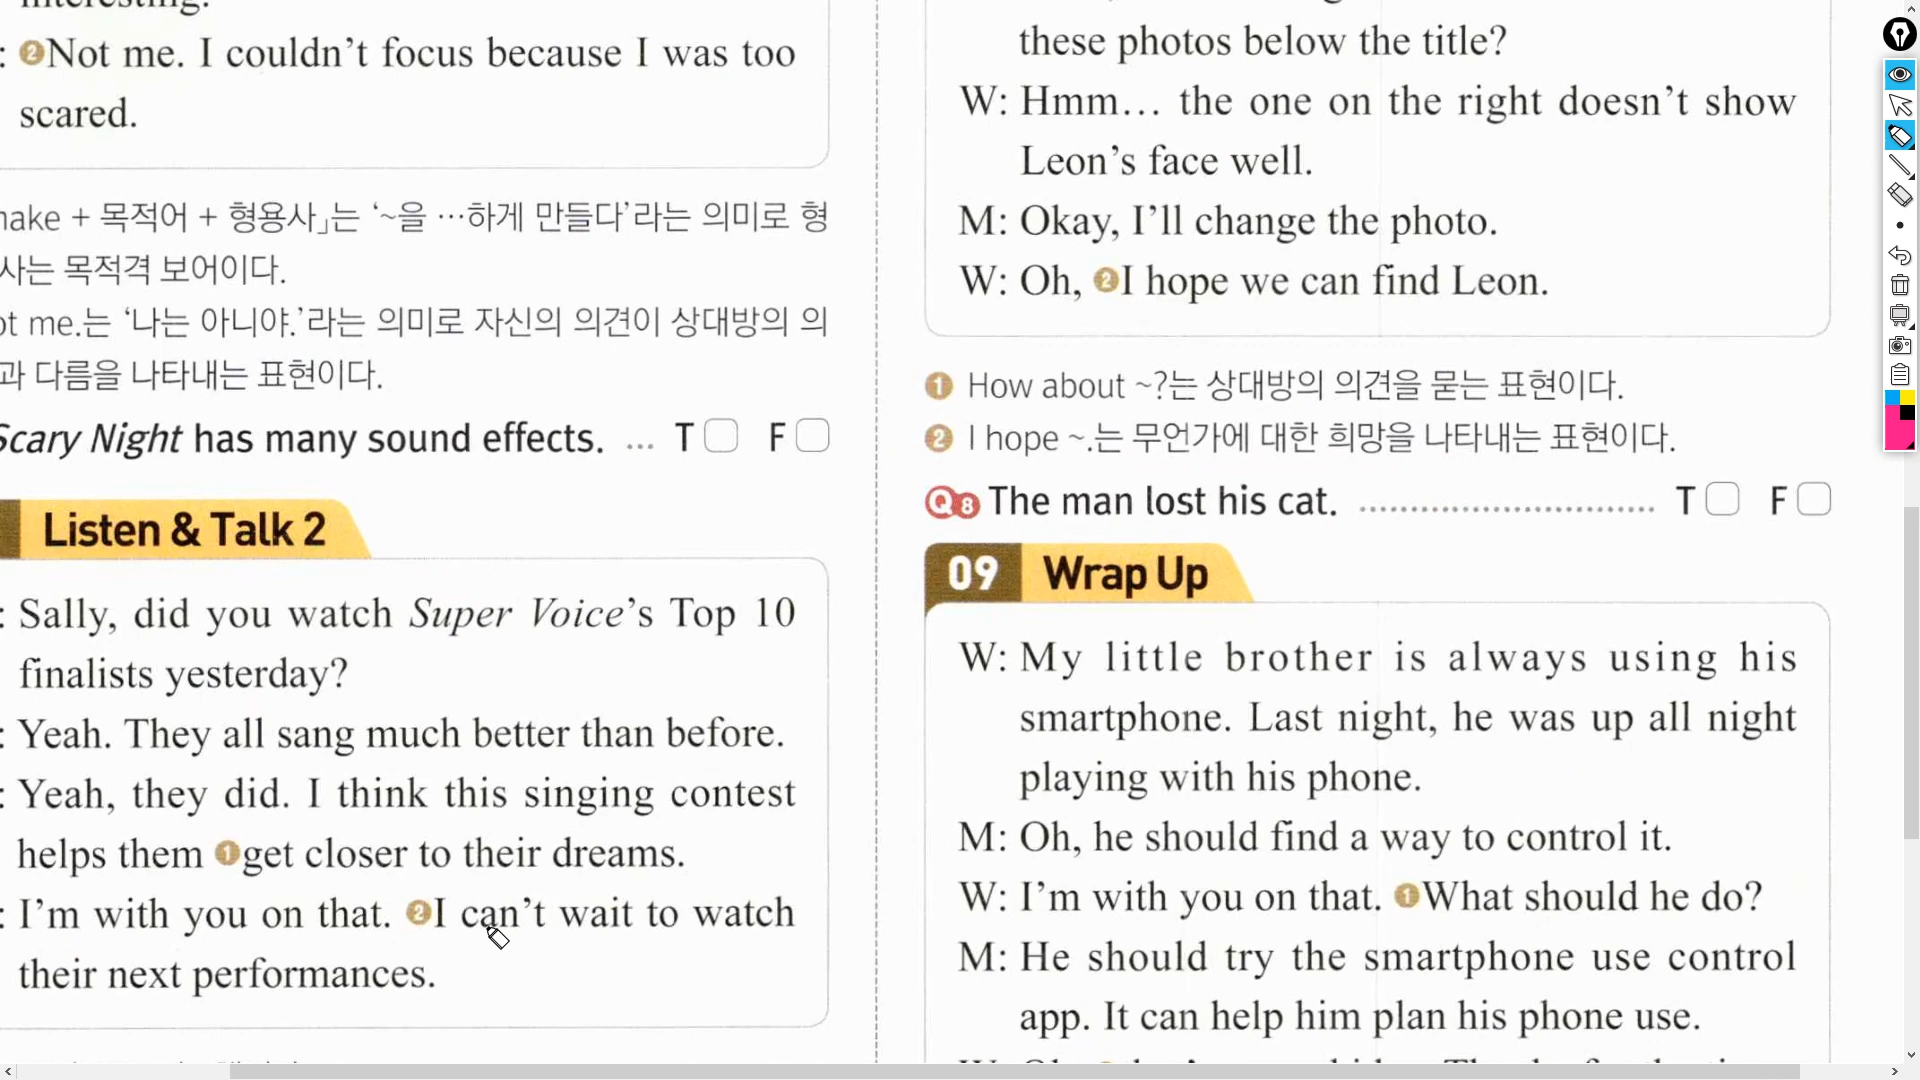 : ②Not me. I couldn't focus because I was too
scared.
make + 목적어 + 형용사」는 '~을 …하게 만들다'라는 의미로 형
사는 목적격 보어이다.
ot me.는 '나는 아니야.'라는 의미로 자신의 의견이 상대방의 의
과 다름을 나타내는 표현이다.
Scary Night has many sound effects. ... T F
Listen & Talk 2
: Sally, did you watch Super Voice's Top 10
finalists yesterday?
: Yeah. They all sang much better than before.
: Yeah, they did. I think this singing contest
helps them ①get closer to their dreams.
: I'm with you on that. ②I can't wait to watch
their next performances.
these photos below the title?
W: Hmm… the one on the right doesn't show
Leon's face well.
M: Okay, I'll change the photo.
W: Oh, ②I hope we can find Leon.
① How about ~?는 상대방의 의견을 묻는 표현이다.
② I hope ~.는 무언가에 대한 희망을 나타내는 표현이다.
Q8 The man lost his cat. ........................... T F
09 Wrap Up
W: My little brother is always using his
smartphone. Last night, he was up all night
playing with his phone.
M: Oh, he should find a way to control it.
W: I'm with you on that. ①What should he do?
M: He should try the smartphone use control
app. It can help him plan his phone use.